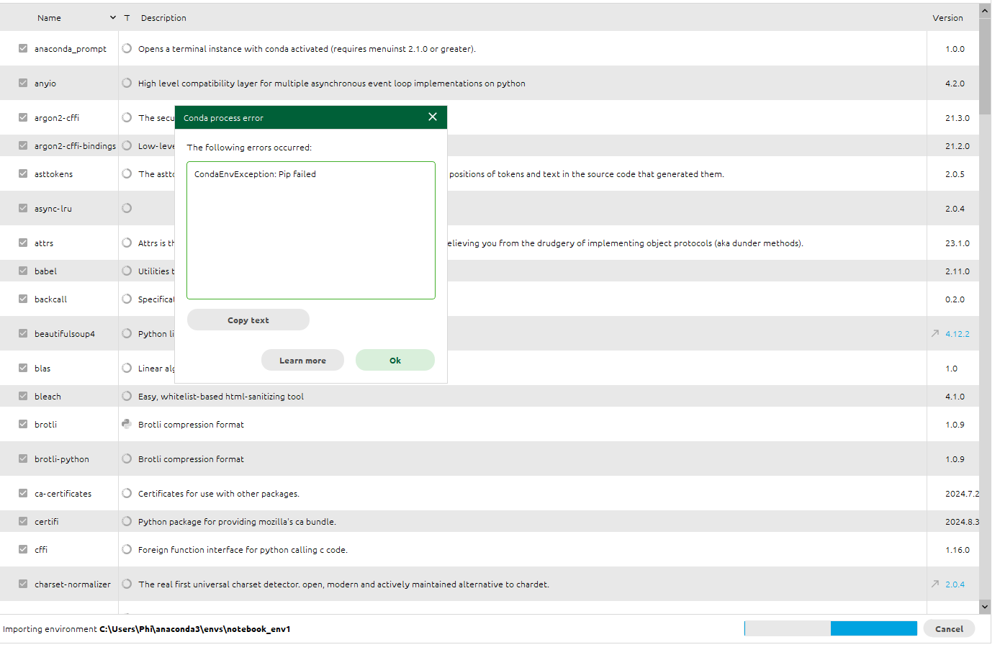 Name T Description Version
anaconda_prompt Opens a terminal instance with conda activated (requires menuinst 2.1.0 or greater). 1.0.0
anyio High level compatibility layer for multiple asynchronous event loop implementations on python 4.2.0
argon2-cffi The secu 21.3.0
argon2-cffi-bindings Low-leve 21.2.0
asttokens The astto positions of tokens and text in the source code that generated them. 2.0.5
async-lru 2.0.4
attrs Attrs is th elieving you from the drudgery of implementing object protocols (aka dunder methods). 23.1.0
babel Utilities t 2.11.0
backcall Specificat 0.2.0
beautifulsoup4 Python li 4.12.2
blas Linear alg 1.0
bleach Easy, whitelist-based html-sanitizing tool 4.1.0
brotli Brotli compression format 1.0.9
brotli-python Brotli compression format 1.0.9
ca-certificates Certificates for use with other packages. 2024.7.2
certifi Python package for providing mozilla's ca bundle. 2024.8.3
cffi Foreign function interface for python calling c code. 1.16.0
charset-normalizer The real first universal charset detector. open, modern and actively maintained alternative to chardet. 2.0.4
Conda process error
The following errors occurred:
CondaEnvException: Pip failed
Copy text
Learn more Ok
Importing environment C:\Users\Phi\anaconda3\envs\notebook_env1 Cancel